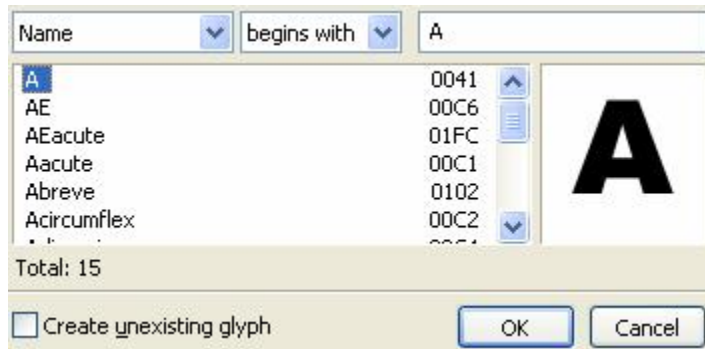 Name begins with A
A 0041
AE 00C6
AEacute 01FC
Aacute 00C1
Abreve 0102
Acircumflex 00C2
A
Total: 15
Create unexisting glyph OK Cancel